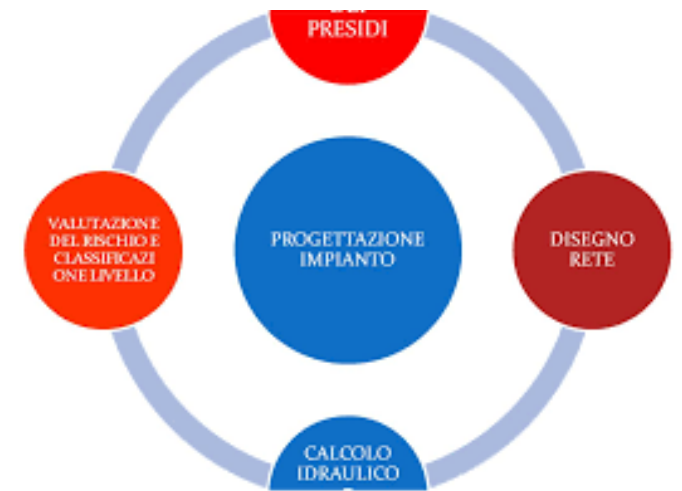 PRESIDI
VALUTAZIONE
DEL RISCHIO E
CLASSIFICAZI
ONE LIVELLO
PROGETTAZIONE
IMPIANTO
DISEGNO
RETE
CALCOLO
IDRAULICO